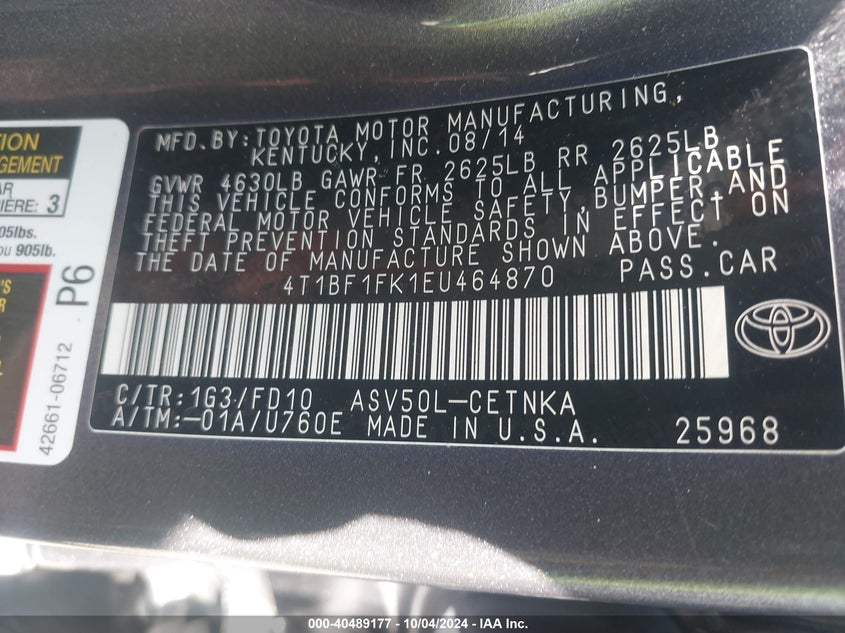 MFD.BY:TOYOTA MOTOR MANUFACTURING,
KENTUCKY,INC.08/14
GVWR 4630LB GAWR FR 2625LB RR 2625LB
THIS VEHICLE CONFORMS TO ALL APPLICABLE
FEDERAL MOTOR VEHICLE SAFETY,BUMPER,AND
THEFT PREVENTION STANDARDS IN EFFECT ON
THE DATE OF MANUFACTURE SHOWN ABOVE.
4T1BF1FK1EU464870 PASS.CAR
C/TR:1G3/FD10 ASV50L-CETNKA
A/TM:-01A/U760E MADE IN U.S.A. 25968
AGEMENT
AR
IÈRE: 3
05lbs.
ou 905lb.
P6
42661-06712
000-40489177 - 10/04/2024 - IAA Inc.